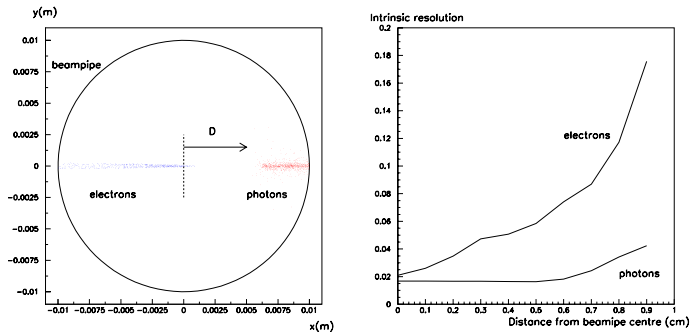 y(m)
0.01
0.0075
0.005
0.0025
0
−0.0025
−0.005
−0.0075
−0.01
beampipe
D
electrons
photons
−0.01 −0.0075 −0.005 −0.0025 0 0.0025 0.005 0.0075 0.01
x(m)
Intrinsic resolution
0.2
0.18
0.16
0.14
0.12
0.1
0.08
0.06
0.04
0.02
0
electrons
photons
0 0.1 0.2 0.3 0.4 0.5 0.6 0.7 0.8 0.9 1
Distance from beamipe centre (cm)